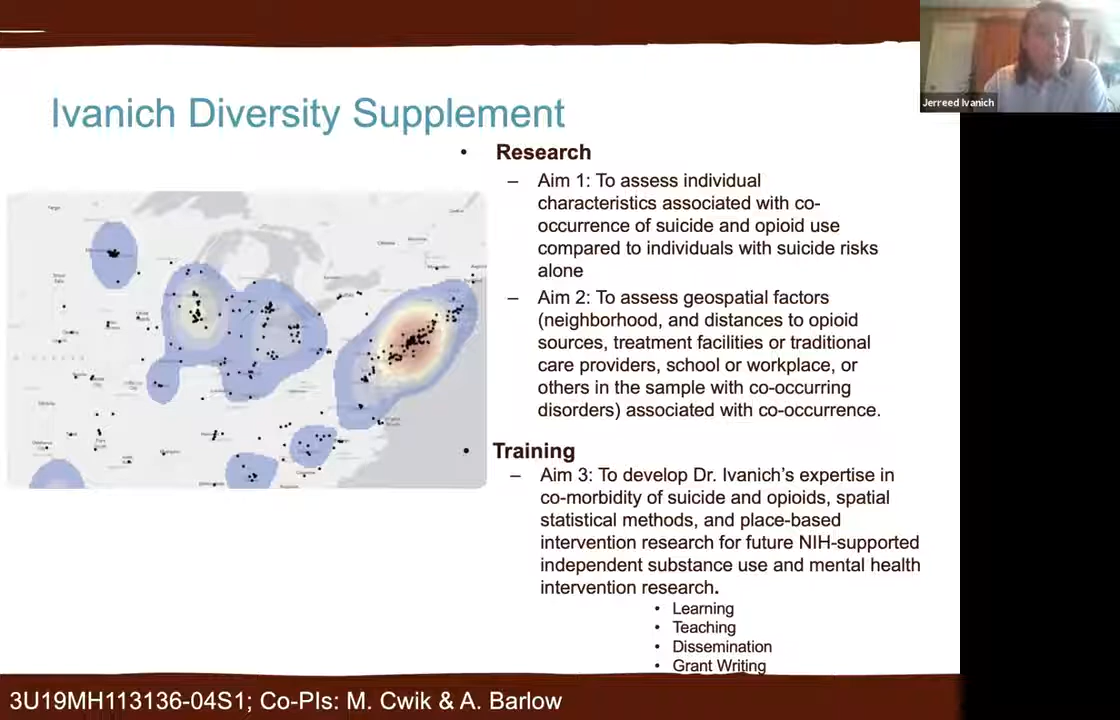 Jerreed Ivanich
Ivanich Diversity Supplement
• Research
– Aim 1: To assess individual
characteristics associated with co-
occurrence of suicide and opioid use
compared to individuals with suicide risks
alone
– Aim 2: To assess geospatial factors
(neighborhood, and distances to opioid
sources, treatment facilities or traditional
care providers, school or workplace, or
others in the sample with co-occurring
disorders) associated with co-occurrence.
• Training
– Aim 3: To develop Dr. Ivanich’s expertise in
co-morbidity of suicide and opioids, spatial
statistical methods, and place-based
intervention research for future NIH-supported
independent substance use and mental health
intervention research.
• Learning
• Teaching
• Dissemination
• Grant Writing
3U19MH113136-04S1; Co-PIs: M. Cwik & A. Barlow